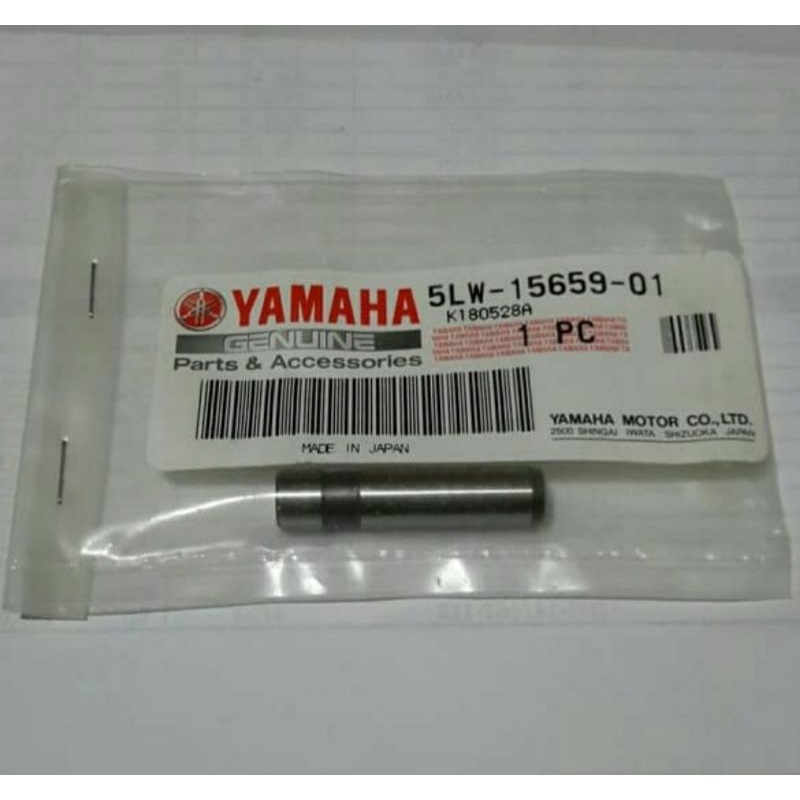 YAMAHA
GENUINE
Parts & Accessories
5LW-15659-01
K180528A
1 PC
MADE IN JAPAN
YAMAHA MOTOR CO.,LTD.
2500 SHINGAI IWATA SHIZUOKA JAPAN